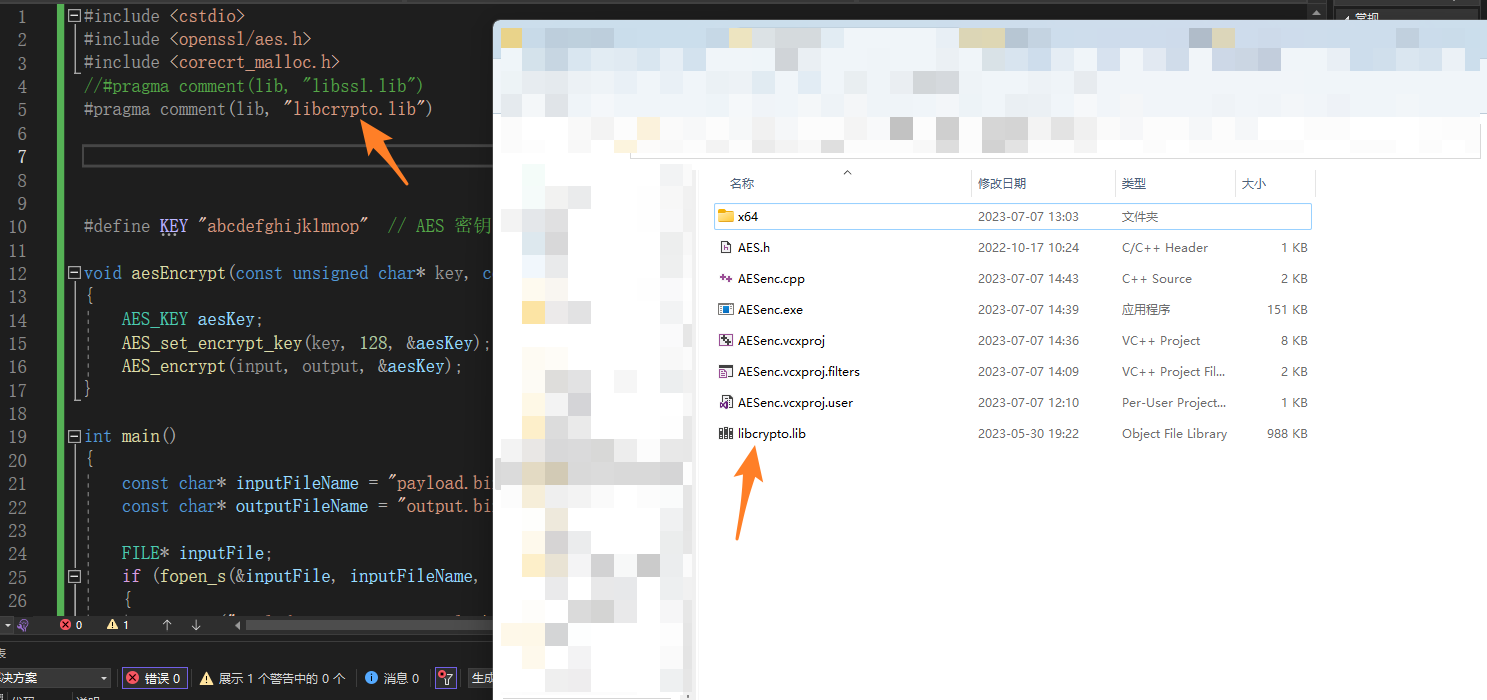 常规
1 #include <cstdio>
2 #include <openssl/aes.h>
3 #include <corecrt_malloc.h>
4 //#pragma comment(lib, "libssl.lib")
5 #pragma comment(lib, "libcrypto.lib")
6
7
8
9
10 #define KEY "abcdefghijklmnop" // AES 密钥
11
12 void aesEncrypt(const unsigned char* key, c
13 {
14 AES_KEY aesKey;
15 AES_set_encrypt_key(key, 128, &aesKey);
16 AES_encrypt(input, output, &aesKey);
17 }
18
19 int main()
20 {
21 const char* inputFileName = "payload.bi
22 const char* outputFileName = "output.bi
23
24 FILE* inputFile;
25 if (fopen_s(&inputFile, inputFileName,
26 {
0 1
表
决方案 错误 0 展示 1 个警告中的 0 个 消息 0 生成
名称 修改日期 类型 大小
x64 2023-07-07 13:03 文件夹
AES.h 2022-10-17 10:24 C/C++ Header 1 KB
AESenc.cpp 2023-07-07 14:43 C++ Source 2 KB
AESenc.exe 2023-07-07 14:39 应用程序 151 KB
AESenc.vcxproj 2023-07-07 14:36 VC++ Project 8 KB
AESenc.vcxproj.filters 2023-07-07 14:09 VC++ Project Fil... 2 KB
AESenc.vcxproj.user 2023-07-07 12:10 Per-User Project... 1 KB
libcrypto.lib 2023-05-30 19:22 Object File Library 988 KB